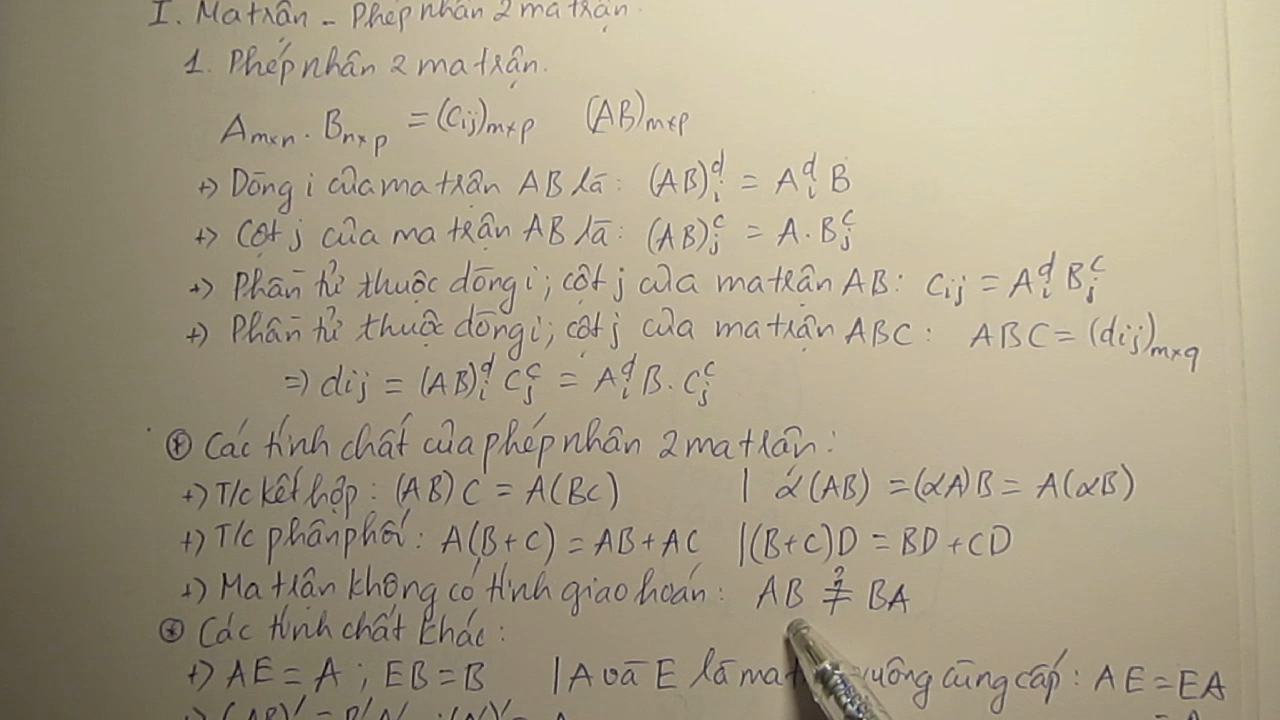 I. Ma trận - Phép nhân 2 ma trận.
1. Phép nhân 2 ma trận.
Aₘₓₙ . Bₙₓₚ = (Cij)ₘₓₚ (AB)ₘₓₚ
+) Dòng i của ma trận AB là: (AB)ᵢᵈ = Aᵢᵈ B
+) Cột j của ma trận AB là: (AB)ⱼᶜ = A.Bⱼᶜ
+) Phần tử thuộc dòng i; cột j của ma trận AB: Cij = Aᵢᵈ Bⱼᶜ
+) Phần tử thuộc dòng i; cột j của ma trận ABC: ABC = (dij)_{m×q}
=) dij = (AB)ᵢᵈ Cⱼᶜ = Aᵢᵈ B. Cⱼᶜ
* Các tính chất của phép nhân 2 ma trận:
+) T/c kết hợp: (AB)C = A(BC) | α(AB) = (αA)B = A(αB)
+) T/c phân phối: A(B+C) = AB + AC | (B+C)D = BD + CD
+) Ma trận không có tính giao hoán: AB ≠? BA
* Các tính chất khác:
+) AE = A ; EB = B | A và E là ma vuông cùng cấp: AE = EA